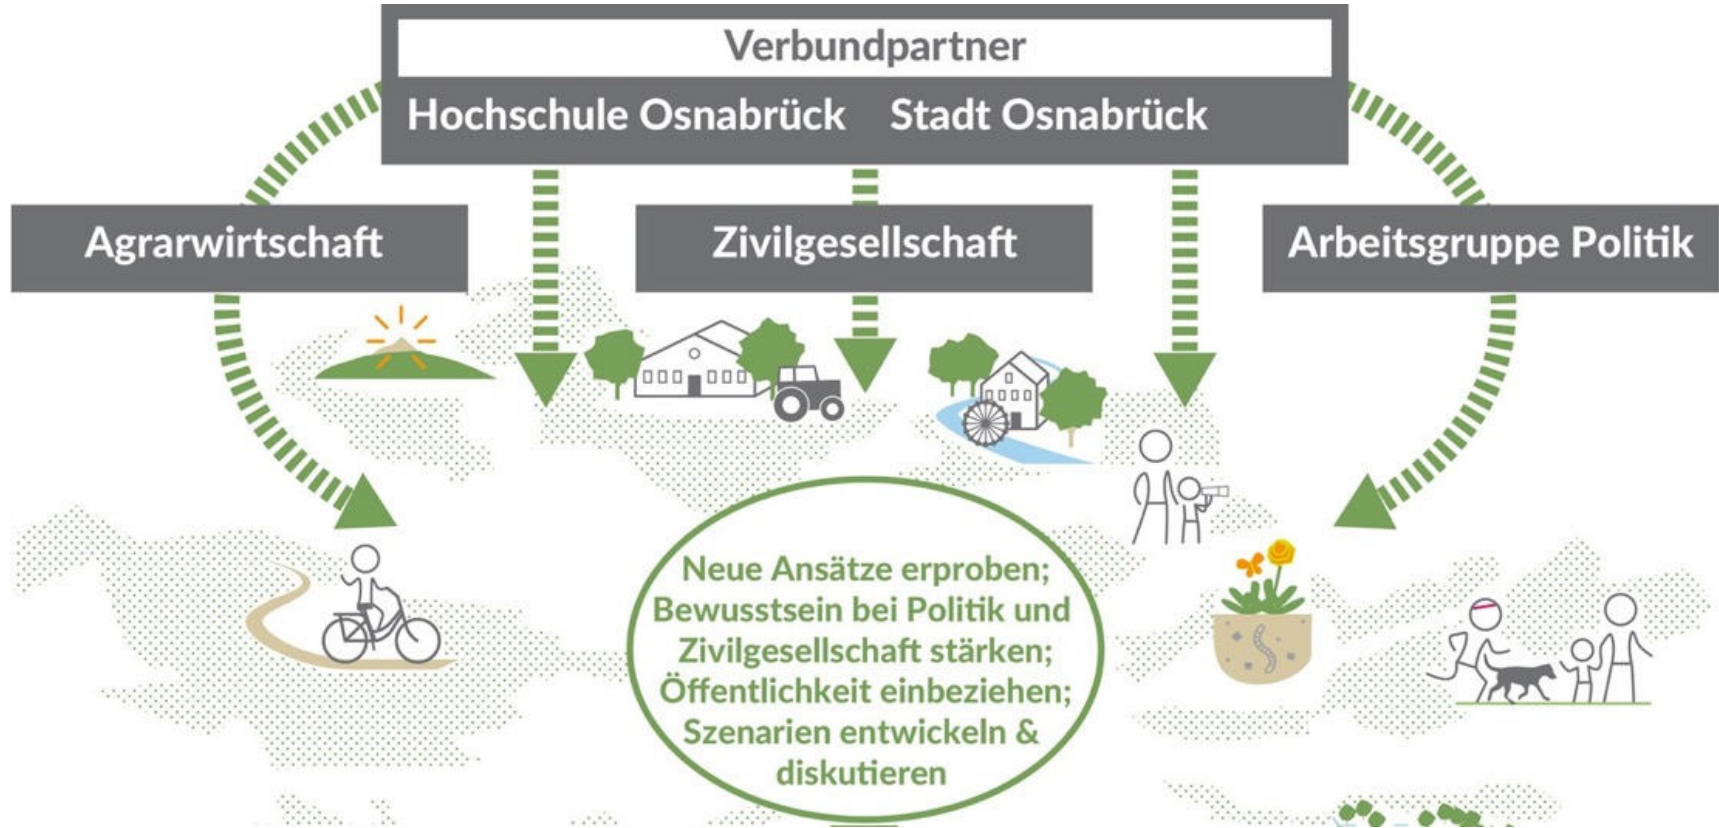 Verbundpartner
Hochschule Osnabrück Stadt Osnabrück
Agrarwirtschaft
Zivilgesellschaft
Arbeitsgruppe Politik
Neue Ansätze erproben;
Bewusstsein bei Politik und
Zivilgesellschaft stärken;
Öffentlichkeit einbeziehen;
Szenarien entwickeln &
diskutieren